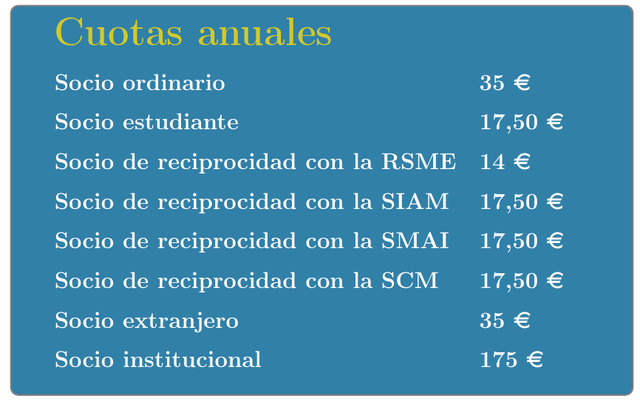 Cuotas anuales
Socio ordinario 35 €
Socio estudiante 17,50 €
Socio de reciprocidad con la RSME 14 €
Socio de reciprocidad con la SIAM 17,50 €
Socio de reciprocidad con la SMAI 17,50 €
Socio de reciprocidad con la SCM 17,50 €
Socio extranjero 35 €
Socio institucional 175 €